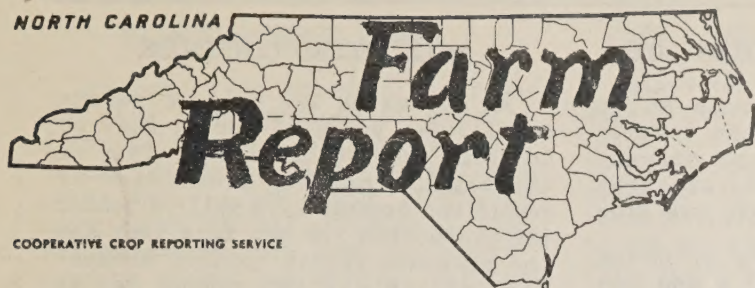 NORTH CAROLINA
Farm
Report
COOPERATIVE CROP REPORTING SERVICE